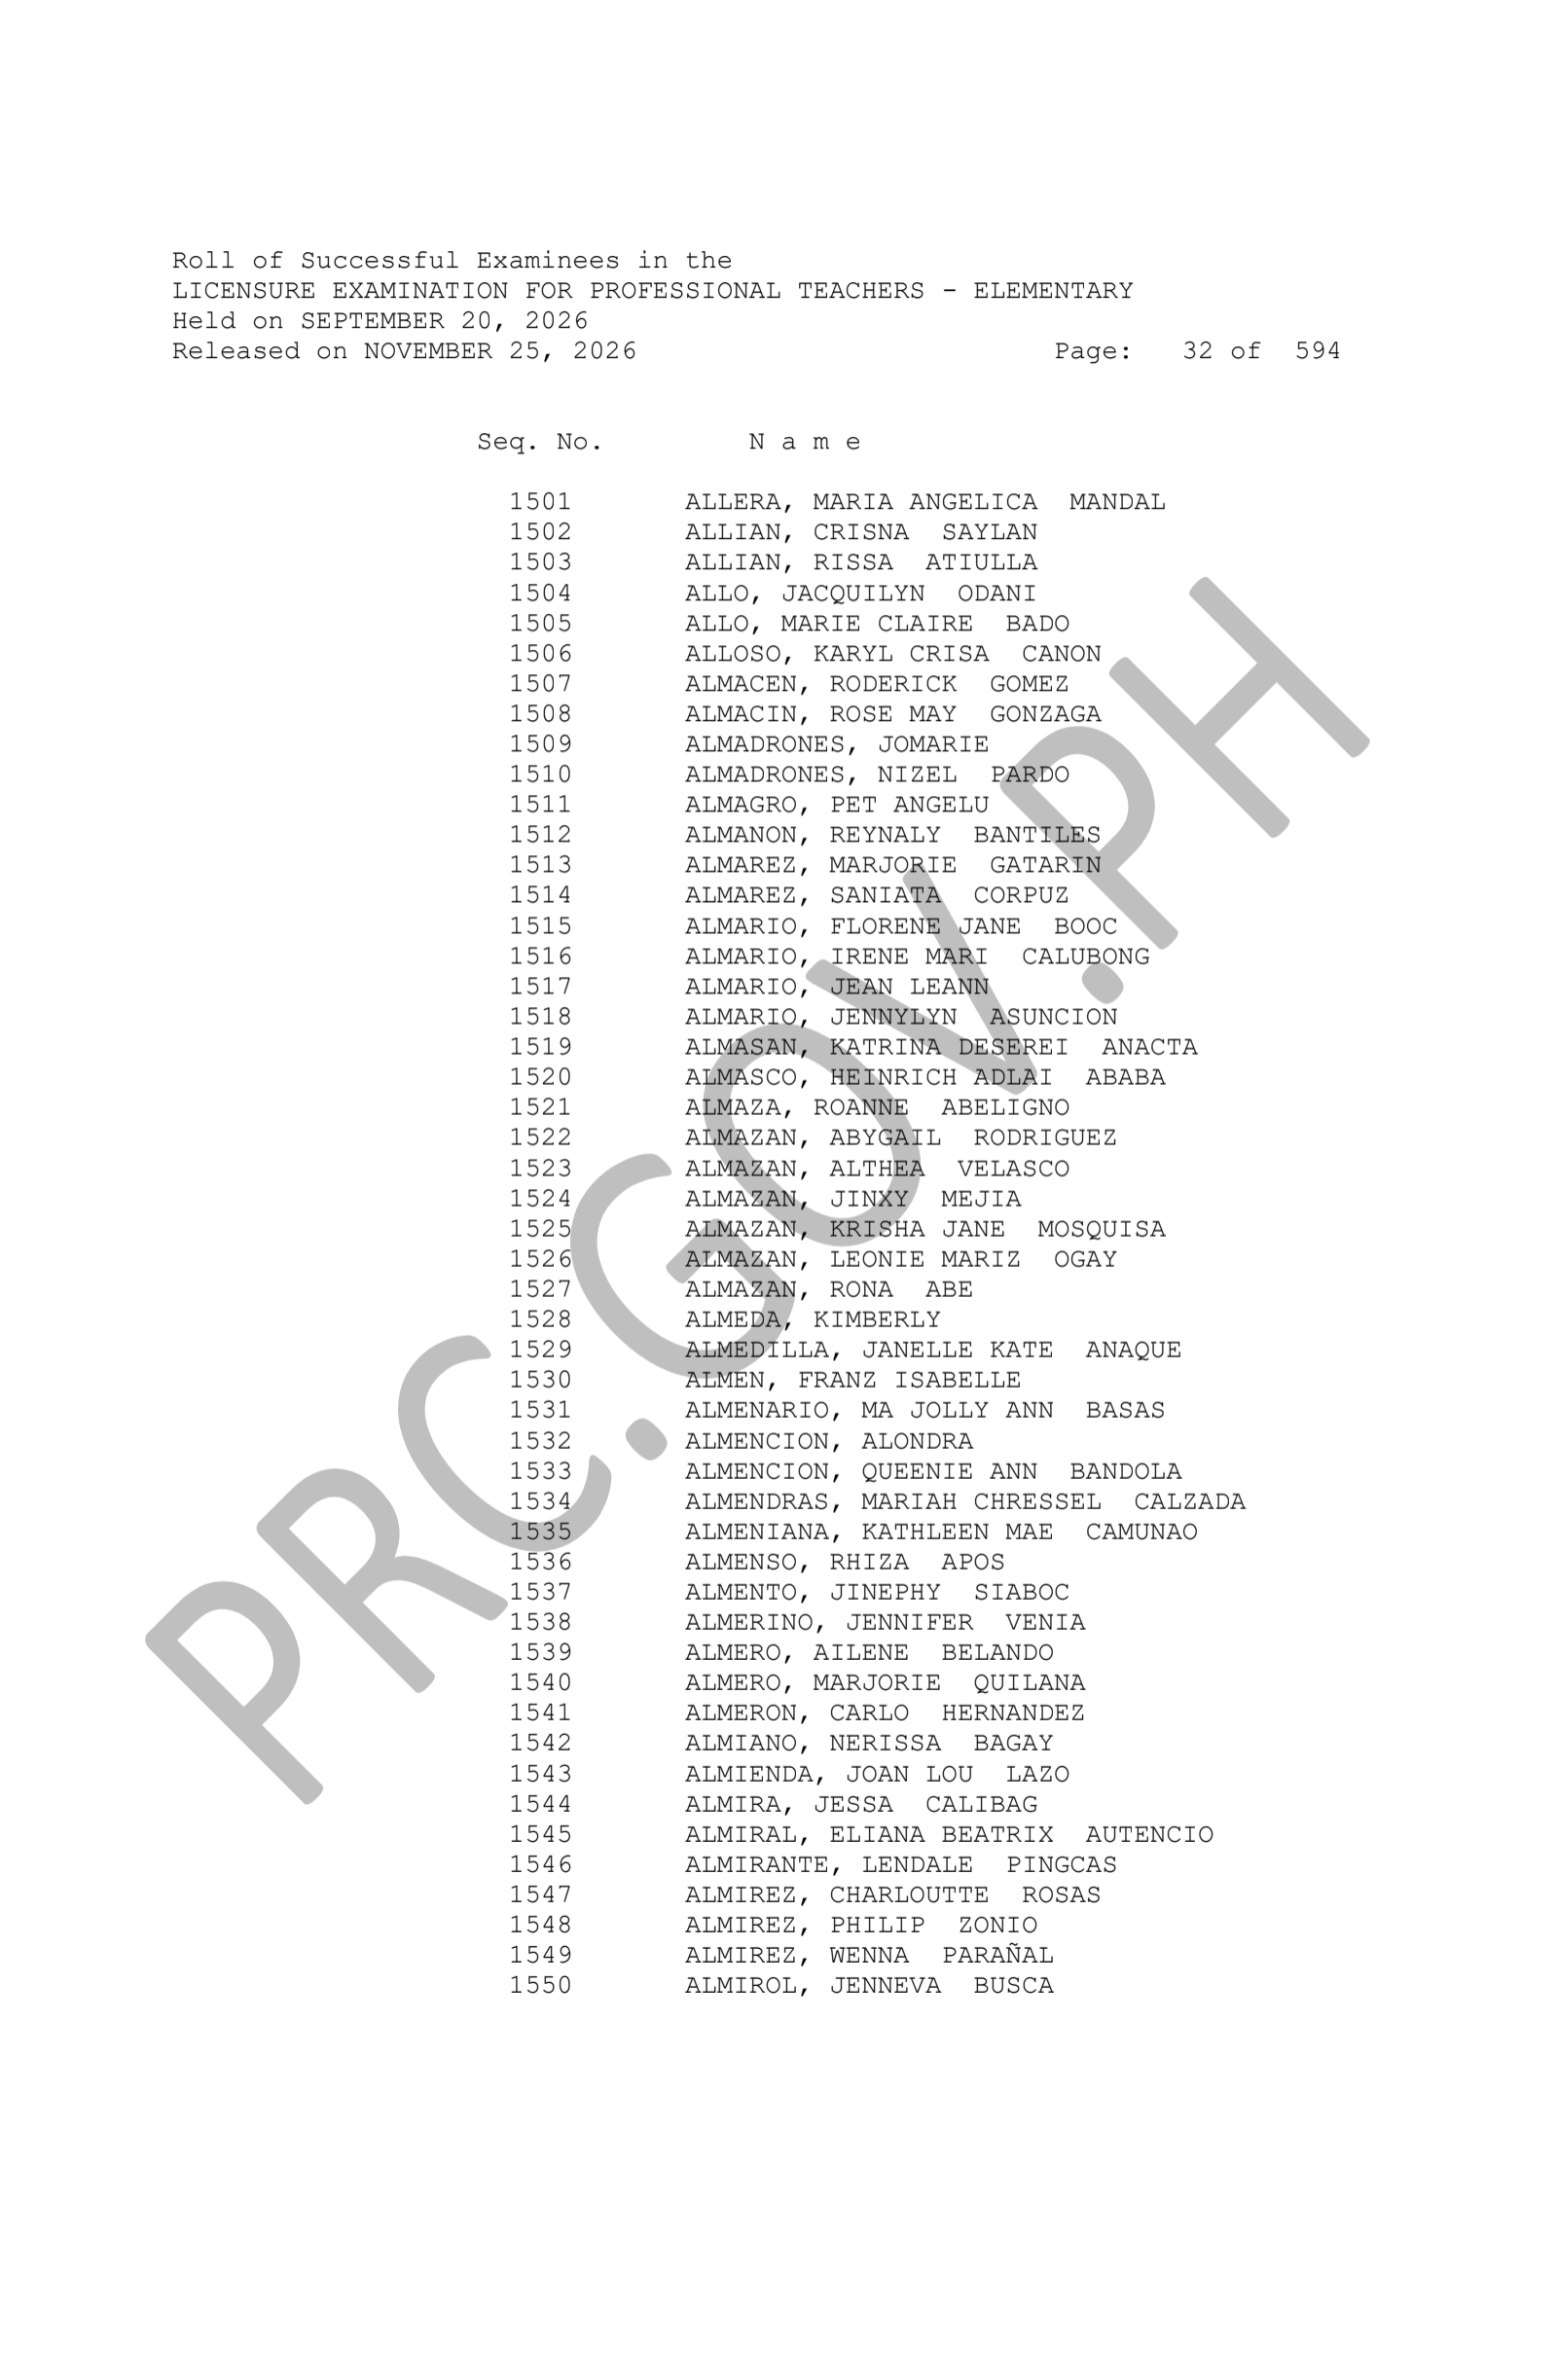 Roll of Successful Examinees in the
LICENSURE EXAMINATION FOR PROFESSIONAL TEACHERS - ELEMENTARY
Held on SEPTEMBER 20, 2026
Released on NOVEMBER 25, 2026 Page: 32 of 594
Seq. No. N a m e
1501 ALLERA, MARIA ANGELICA MANDAL
1502 ALLIAN, CRISNA SAYLAN
1503 ALLIAN, RISSA ATIULLA
1504 ALLO, JACQUILYN ODANI
1505 ALLO, MARIE CLAIRE BADO
1506 ALLOSO, KARYL CRISA CANON
1507 ALMACEN, RODERICK GOMEZ
1508 ALMACIN, ROSE MAY GONZAGA
1509 ALMADRONES, JOMARIE
1510 ALMADRONES, NIZEL PARDO
1511 ALMAGRO, PET ANGELU
1512 ALMANON, REYNALY BANTILES
1513 ALMAREZ, MARJORIE GATARIN
1514 ALMAREZ, SANIATA CORPUZ
1515 ALMARIO, FLORENE JANE BOOC
1516 ALMARIO, IRENE MARI CALUBONG
1517 ALMARIO, JEAN LEANN
1518 ALMARIO, JENNYLYN ASUNCION
1519 ALMASAN, KATRINA DESEREI ANACTA
1520 ALMASCO, HEINRICH ADLAI ABABA
1521 ALMAZA, ROANNE ABELIGNO
1522 ALMAZAN, ABYGAIL RODRIGUEZ
1523 ALMAZAN, ALTHEA VELASCO
1524 ALMAZAN, JINXY MEJIA
1525 ALMAZAN, KRISHA JANE MOSQUISA
1526 ALMAZAN, LEONIE MARIZ OGAY
1527 ALMAZAN, RONA ABE
1528 ALMEDA, KIMBERLY
1529 ALMEDILLA, JANELLE KATE ANAQUE
1530 ALMEN, FRANZ ISABELLE
1531 ALMENARIO, MA JOLLY ANN BASAS
1532 ALMENCION, ALONDRA
1533 ALMENCION, QUEENIE ANN BANDOLA
1534 ALMENDRAS, MARIAH CHRESSEL CALZADA
1535 ALMENIANA, KATHLEEN MAE CAMUNAO
1536 ALMENSO, RHIZA APOS
1537 ALMENTO, JINEPHY SIABOC
1538 ALMERINO, JENNIFER VENIA
1539 ALMERO, AILENE BELANDO
1540 ALMERO, MARJORIE QUILANA
1541 ALMERON, CARLO HERNANDEZ
1542 ALMIANO, NERISSA BAGAY
1543 ALMIENDA, JOAN LOU LAZO
1544 ALMIRA, JESSA CALIBAG
1545 ALMIRAL, ELIANA BEATRIX AUTENCIO
1546 ALMIRANTE, LENDALE PINGCAS
1547 ALMIREZ, CHARLOUTTE ROSAS
1548 ALMIREZ, PHILIP ZONIO
1549 ALMIREZ, WENNA PARAÑAL
1550 ALMIROL, JENNEVA BUSCA
PRC.GOV.PH